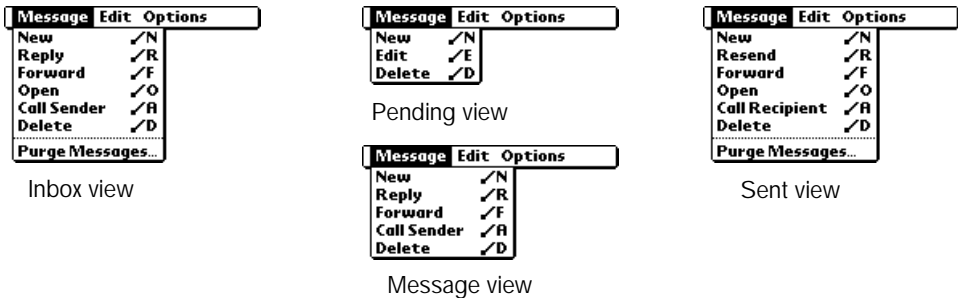 Message Edit Options
New ✓N
Reply ✓R
Forward ✓F
Open ✓O
Call Sender ✓A
Delete ✓D
Purge Messages...
Inbox view
Message Edit Options
New ✓N
Edit ✓E
Delete ✓D
Pending view
Message Edit Options
New ✓N
Reply ✓R
Forward ✓F
Call Sender ✓A
Delete ✓D
Message view
Message Edit Options
New ✓N
Resend ✓R
Forward ✓F
Open ✓O
Call Recipient ✓A
Delete ✓D
Purge Messages...
Sent view